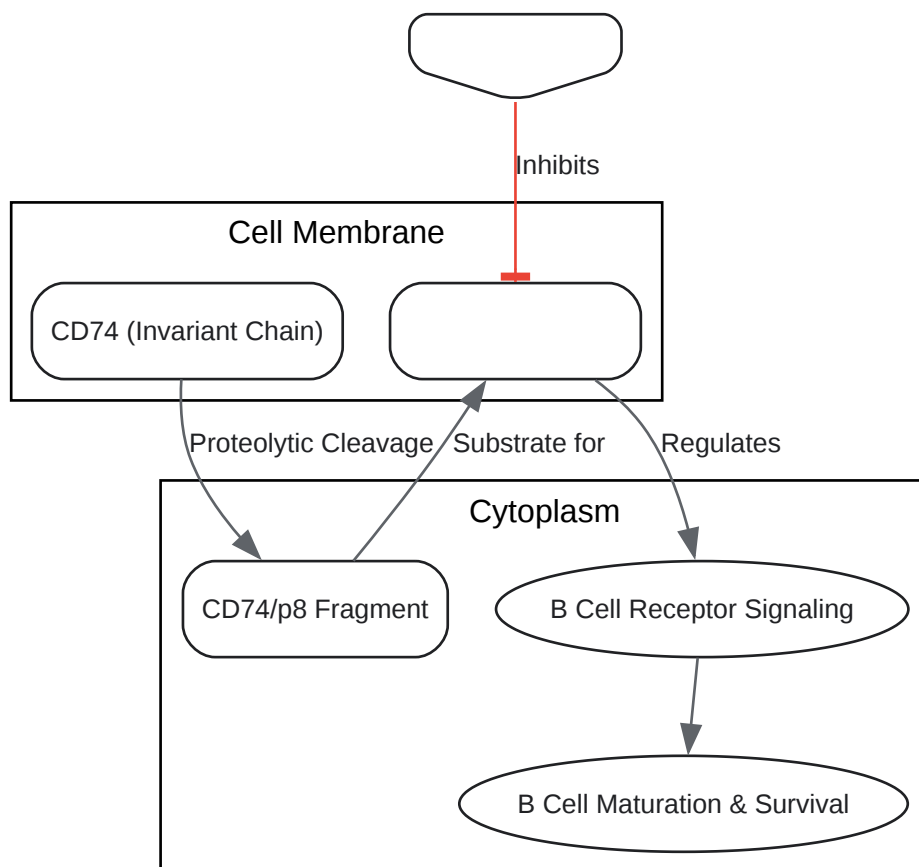 Inhibits
Cell Membrane
CD74 (Invariant Chain)
Proteolytic Cleavage
Substrate for
Regulates
Cytoplasm
CD74/p8 Fragment
B Cell Receptor Signaling
B Cell Maturation & Survival